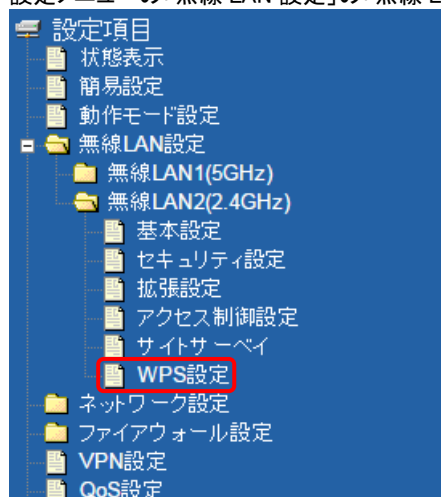 設定項目
状態表示
簡易設定
動作モード設定
無線LAN設定
無線LAN1(5GHz)
無線LAN2(2.4GHz)
基本設定
セキュリティ設定
拡張設定
アクセス制御設定
サイトサーベイ
WPS設定
ネットワーク設定
ファイアウォール設定
VPN設定
QoS設定